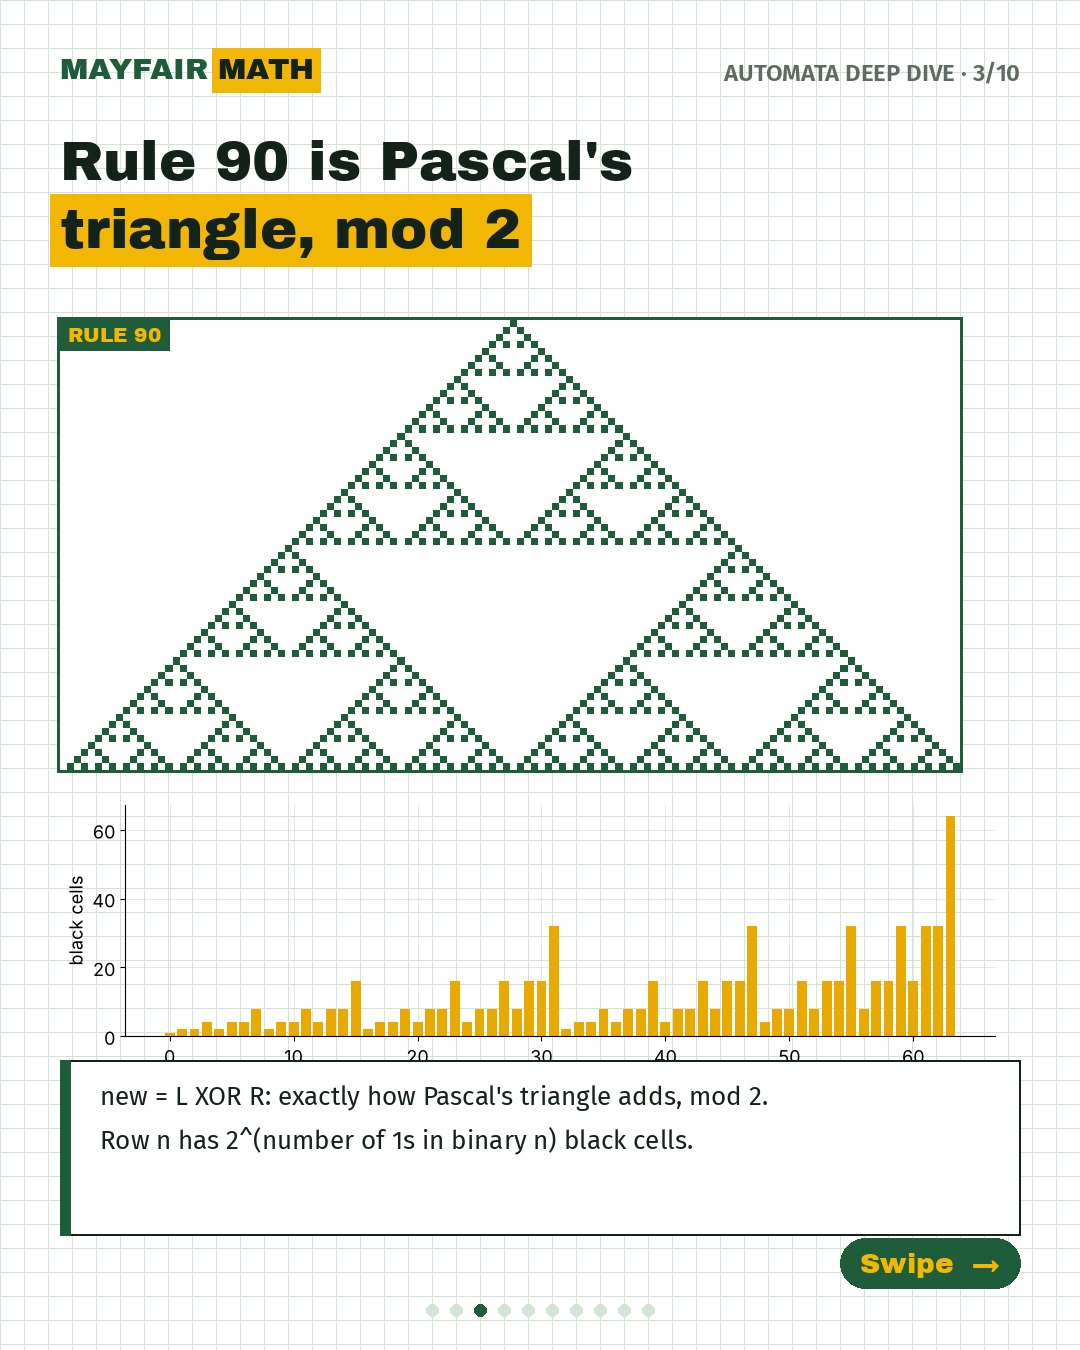 MAYFAIR MATH
AUTOMATA DEEP DIVE · 3/10
Rule 90 is Pascal's
triangle, mod 2
RULE 90
60
40
20
0
black cells
0 10 20 30 40 50 60
new = L XOR R: exactly how Pascal's triangle adds, mod 2.
Row n has 2^(number of 1s in binary n) black cells.
Swipe →